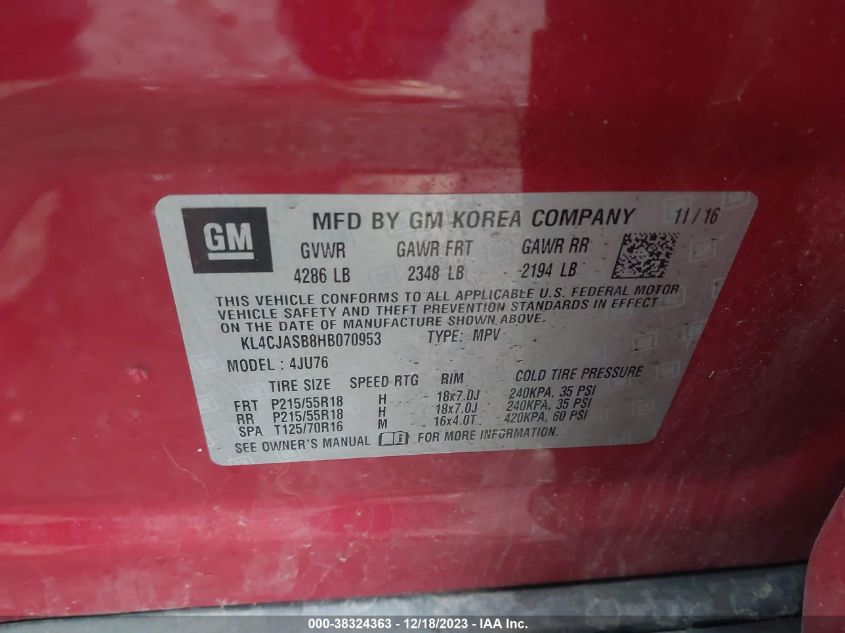 GM
MFD BY GM KOREA COMPANY 11/16
GVWR GAWR FRT GAWR RR
4286 LB 2348 LB 2194 LB
THIS VEHICLE CONFORMS TO ALL APPLICABLE U.S. FEDERAL MOTOR
VEHICLE SAFETY AND THEFT PREVENTION STANDARDS IN EFFECT
ON THE DATE OF MANUFACTURE SHOWN ABOVE.
KL4CJASB8HB070953 TYPE: MPV
MODEL: 4JU76
TIRE SIZE SPEED RTG RIM COLD TIRE PRESSURE
FRT P215/55R18 H 18x7.0J 240KPA, 35 PSI
RR P215/55R18 H 18x7.0J 240KPA, 35 PSI
SPA T125/70R16 M 16x4.0T 420KPA, 60 PSI
SEE OWNER'S MANUAL FOR MORE INFORMATION.
000-38324363 - 12/18/2023 - IAA Inc.